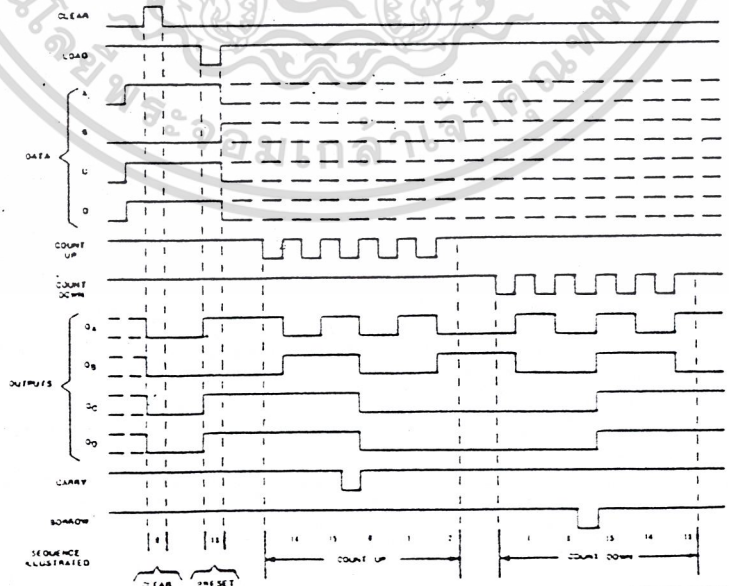 CLEAR
LOAD
A
B
DATA
C
D
COUNT
UP
COUNT
DOWN
QA
QB
OUTPUTS
QC
QD
CARRY
BORROW
SEQUENCE
ILLUSTRATED
0 13 14 15 0 1 2 1 0 15 14 13
COUNT UP COUNT DOWN
CLEAR PRESET